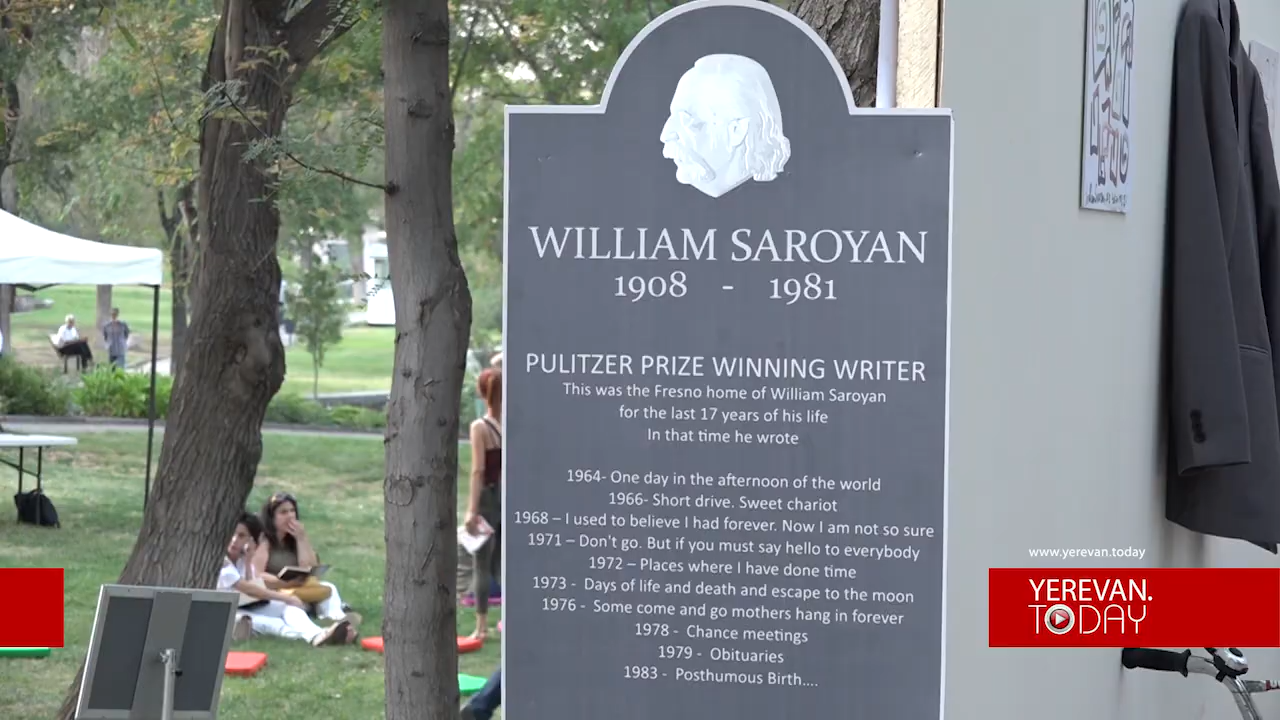 WILLIAM SAROYAN
1908 - 1981
PULITZER PRIZE WINNING WRITER
This was the Fresno home of William Saroyan
for the last 17 years of his life
In that time he wrote
1964- One day in the afternoon of the world
1966- Short drive. Sweet chariot
1968 – I used to believe I had forever. Now I am not so sure
1971 – Don't go. But if you must say hello to everybody
1972 – Places where I have done time
1973 - Days of life and death and escape to the moon
1976 - Some come and go mothers hang in forever
1978 - Chance meetings
1979 - Obituaries
1983 - Posthumous Birth....
www.yerevan.today
YEREVAN.
TODAY